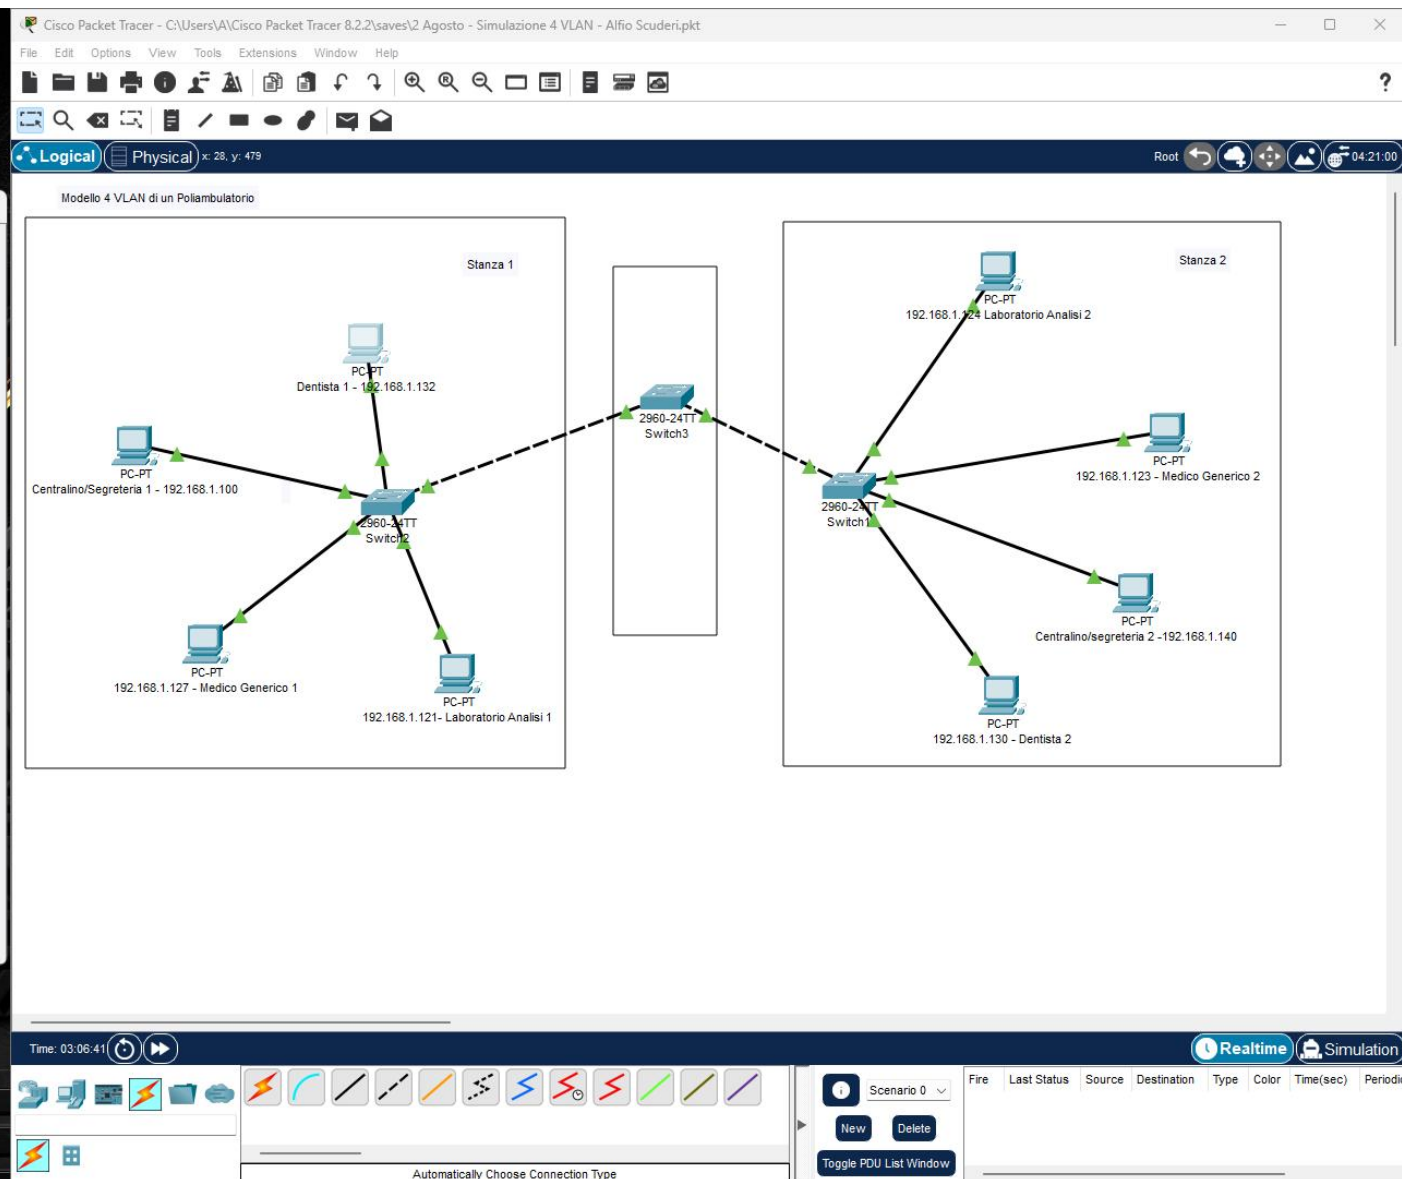 Cisco Packet Tracer - C:\Users\A\Cisco Packet Tracer 8.2.2\saves\2 Agosto - Simulazione 4 VLAN - Alfio Scuderi.pkt
File Edit Options View Tools Extensions Window Help
?
Logical Physical x: 28, y: 479
Root 04:21:00
Modello 4 VLAN di un Poliambulatorio
Stanza 1
Stanza 2
PC-PT
192.168.1.124 Laboratorio Analisi 2
PC-PT
Dentista 1 - 192.168.1.132
2960-24TT
Switch3
PC-PT
Centralino/Segreteria 1 - 192.168.1.100
PC-PT
192.168.1.123 - Medico Generico 2
2960-24TT
Switch2
2960-24TT
Switch1
PC-PT
Centralino/segreteria 2 -192.168.1.140
PC-PT
192.168.1.127 - Medico Generico 1
PC-PT
192.168.1.121- Laboratorio Analisi 1
PC-PT
192.168.1.130 - Dentista 2
Time: 03:06:41
Realtime Simulation
Scenario 0
Fire Last Status Source Destination Type Color Time(sec) Periodic
New Delete
Toggle PDU List Window
Automatically Choose Connection Type